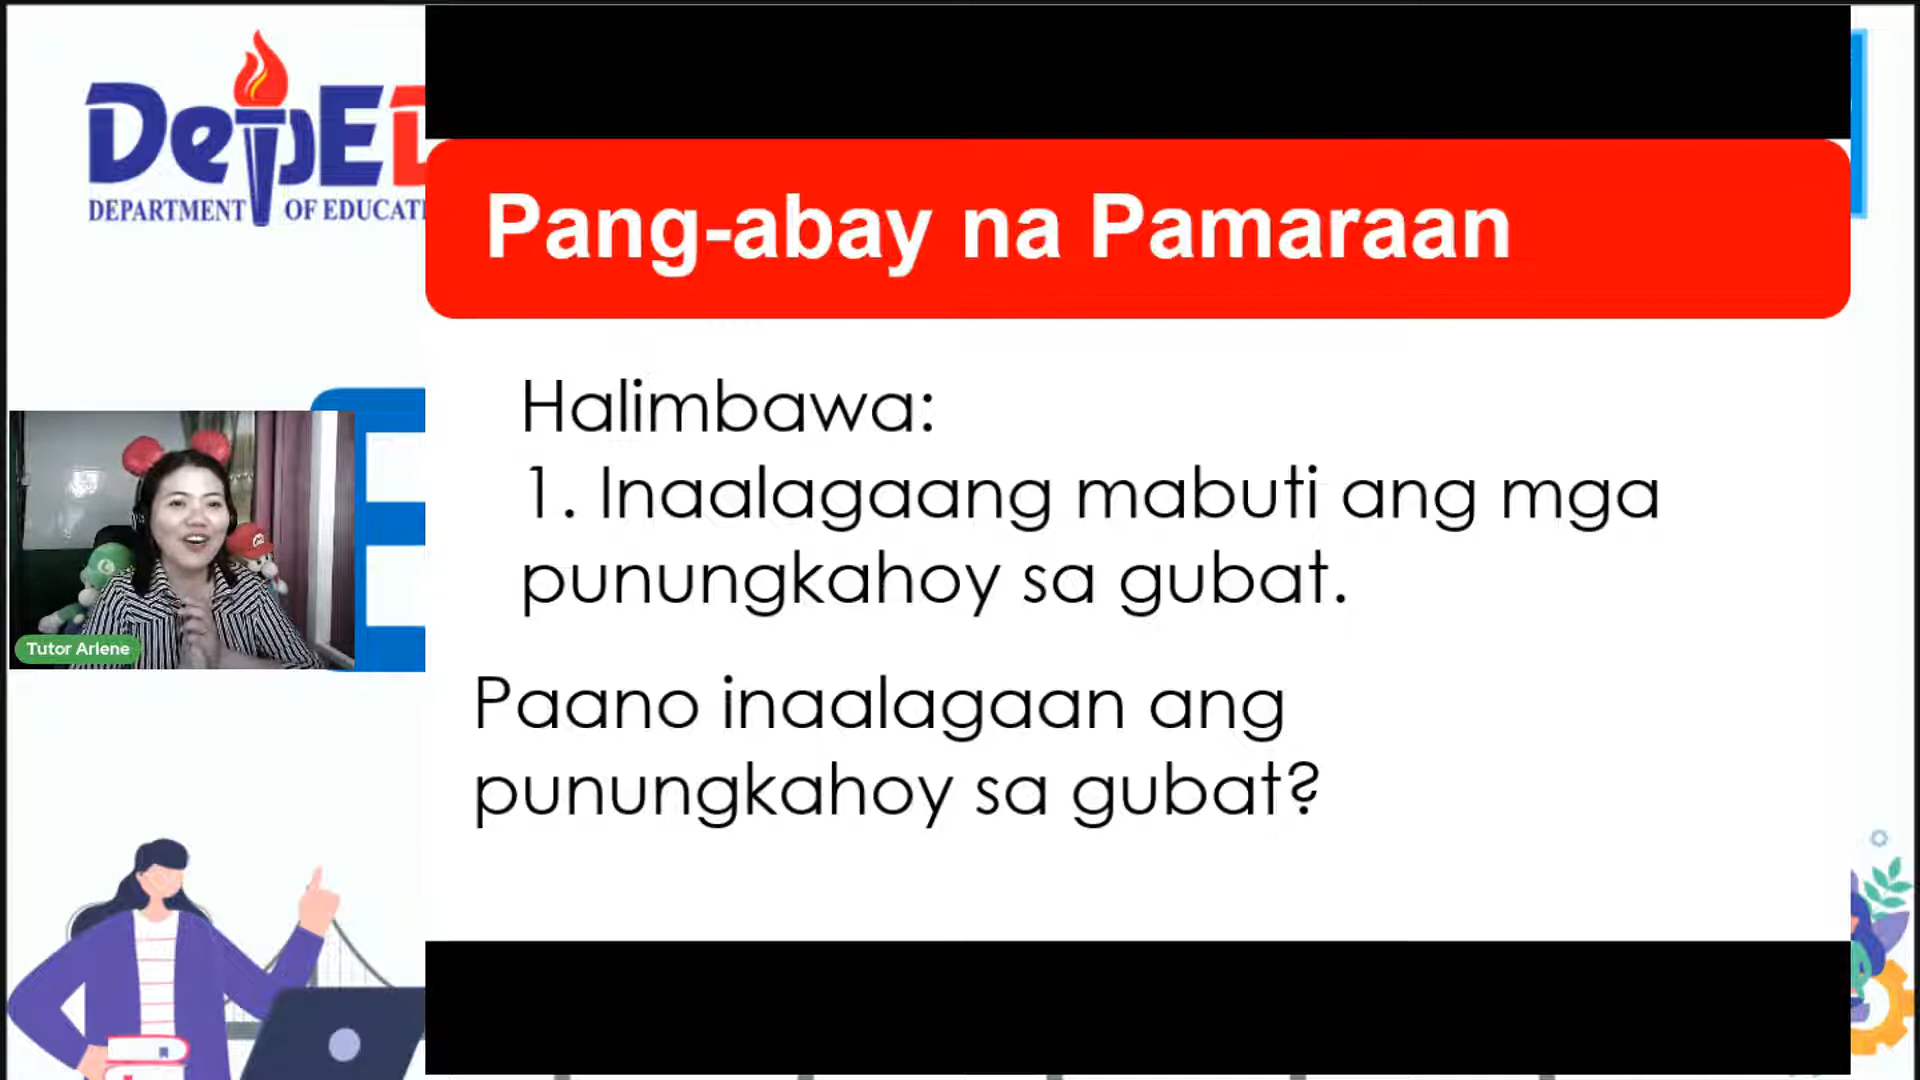 DepED
DEPARTMENT OF EDUCATI
Pang-abay na Pamaraan
Halimbawa:
1. Inaalagaang mabuti ang mga
punungkahoy sa gubat.
Tutor Arlene
Paano inaalagaan ang
punungkahoy sa gubat?